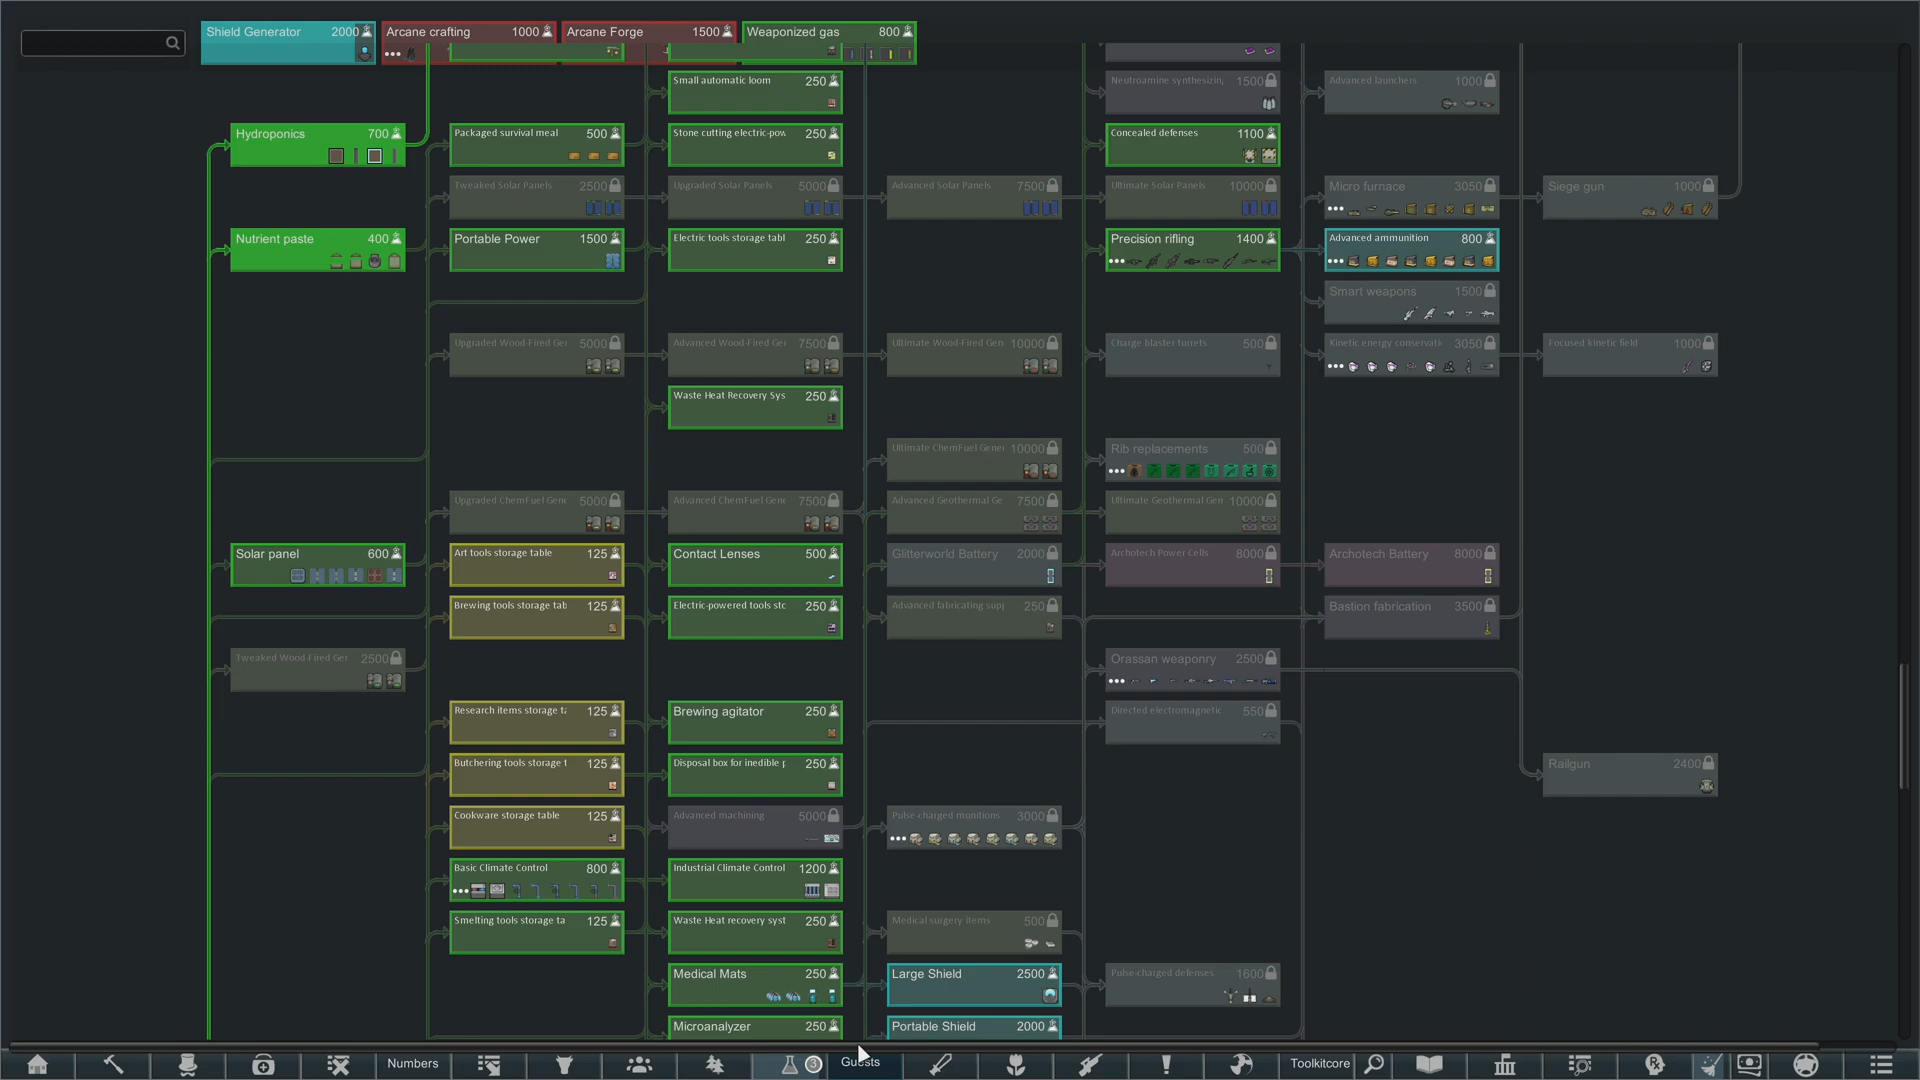 Shield Generator 2000
Arcane crafting 1000
Arcane Forge 1500
Weaponized gas 800
Small automatic loom 250
Neutroamine synthesizin 1500
Advanced launchers 1000
Hydroponics 700
Packaged survival meal 500
Stone cutting electric-pow 250
Concealed defenses 1100
Tweaked Solar Panels 2500
Upgraded Solar Panels 5000
Advanced Solar Panels 7500
Ultimate Solar Panels 10000
Micro furnace 3050
Siege gun 1000
Nutrient paste 400
Portable Power 1500
Electric tools storage tabl 250
Precision rifling 1400
Advanced ammunition 800
Smart weapons 1500
Upgraded Wood-Fired Ger 5000
Advanced Wood-Fired Ger 7500
Ultimate Wood-Fired Gen 10000
Charge blaster turrets 500
Kinetic energy conservati 3050
Focused kinetic field 1000
Waste Heat Recovery Sys 250
Ultimate ChemFuel Gener 10000
Rib replacements 500
Upgraded ChemFuel Gen 5000
Advanced ChemFuel Gen 7500
Advanced Geothermal Ge 7500
Ultimate Geothermal Gen 10000
Solar panel 600
Art tools storage table 125
Contact Lenses 500
Glitterworld Battery 2000
Archotech Power Cells 8000
Archotech Battery 8000
Brewing tools storage tab 125
Electric-powered tools stc 250
Advanced fabricating supp 250
Bastion fabrication 3500
Tweaked Wood-Fired Ger 2500
Orassan weaponry 2500
Research items storage ta 125
Brewing agitator 250
Directed electromagnetic 550
Butchering tools storage t 125
Disposal box for inedible p 250
Railgun 2400
Cookware storage table 125
Advanced machining 5000
Pulse-charged munitions 3000
Basic Climate Control 800
Industrial Climate Control 1200
Smelting tools storage ta 125
Waste Heat recovery syst 250
Medical surgery items 500
Medical Mats 250
Large Shield 2500
Pulse-charged defenses 1600
Microanalyzer 250
Portable Shield 2000
Numbers
3
Guests
Toolkitcore